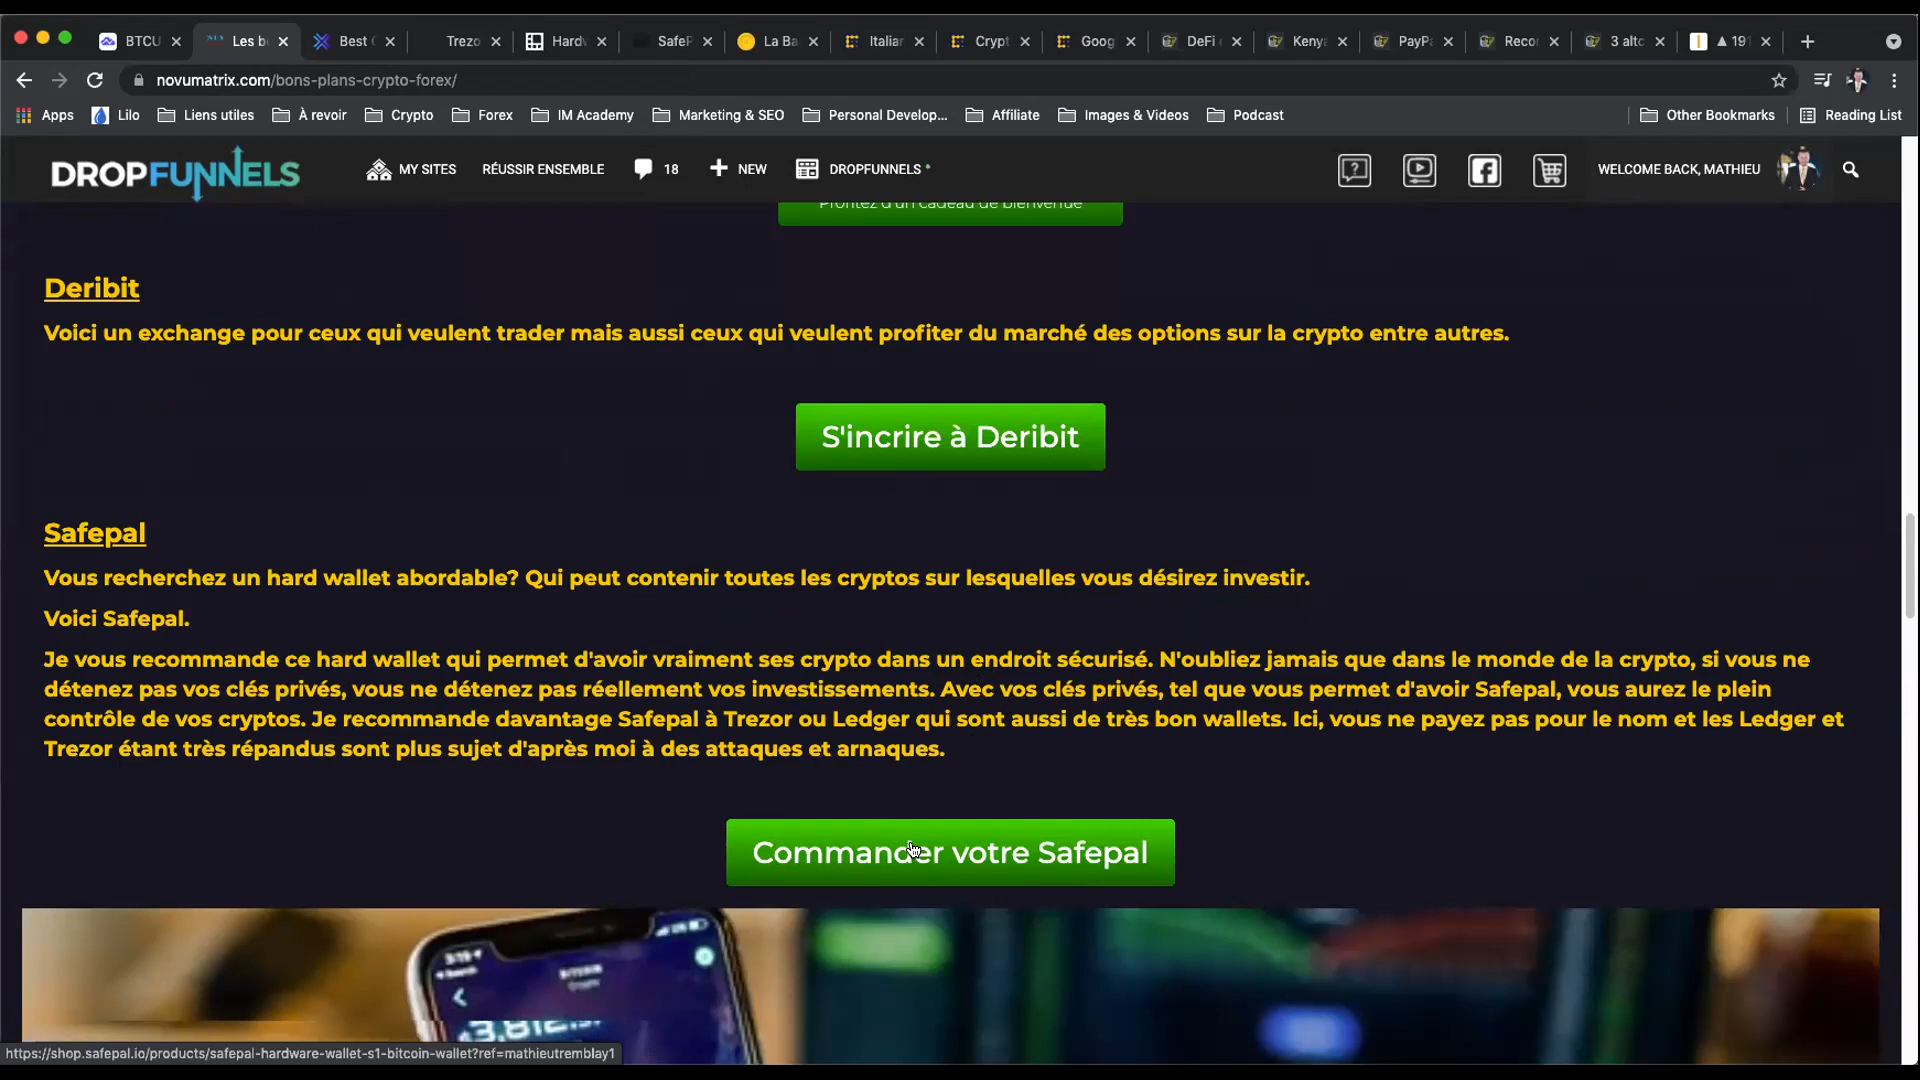 BTCU
Les b
Best
Trezo
Hard
SafeP
La Ba
Italiar
Crypt
Goog
DeFi
Kenya
PayPa
Recor
3 altc
▲ 191
novumatrix.com/bons-plans-crypto-forex/
Apps
Lilo
Liens utiles
À revoir
Crypto
Forex
IM Academy
Marketing & SEO
Personal Develop...
Affiliate
Images & Videos
Podcast
Other Bookmarks
Reading List
DROPFUNNELS
MY SITES
RÉUSSIR ENSEMBLE
18
NEW
DROPFUNNELS
WELCOME BACK, MATHIEU
Profitez d'un cadeau de bienvenue
Deribit
Voici un exchange pour ceux qui veulent trader mais aussi ceux qui veulent profiter du marché des options sur la crypto entre autres.
S'incrire à Deribit
Safepal
Vous recherchez un hard wallet abordable? Qui peut contenir toutes les cryptos sur lesquelles vous désirez investir.
Voici Safepal.
Je vous recommande ce hard wallet qui permet d'avoir vraiment ses crypto dans un endroit sécurisé. N'oubliez jamais que dans le monde de la crypto, si vous ne
détenez pas vos clés privés, vous ne détenez pas réellement vos investissements. Avec vos clés privés, tel que vous permet d'avoir Safepal, vous aurez le plein
contrôle de vos cryptos. Je recommande davantage Safepal à Trezor ou Ledger qui sont aussi de très bon wallets. Ici, vous ne payez pas pour le nom et les Ledger et
Trezor étant très répandus sont plus sujet d'après moi à des attaques et arnaques.
Commander votre Safepal
https://shop.safepal.io/products/safepal-hardware-wallet-s1-bitcoin-wallet?ref=mathieutremblay1